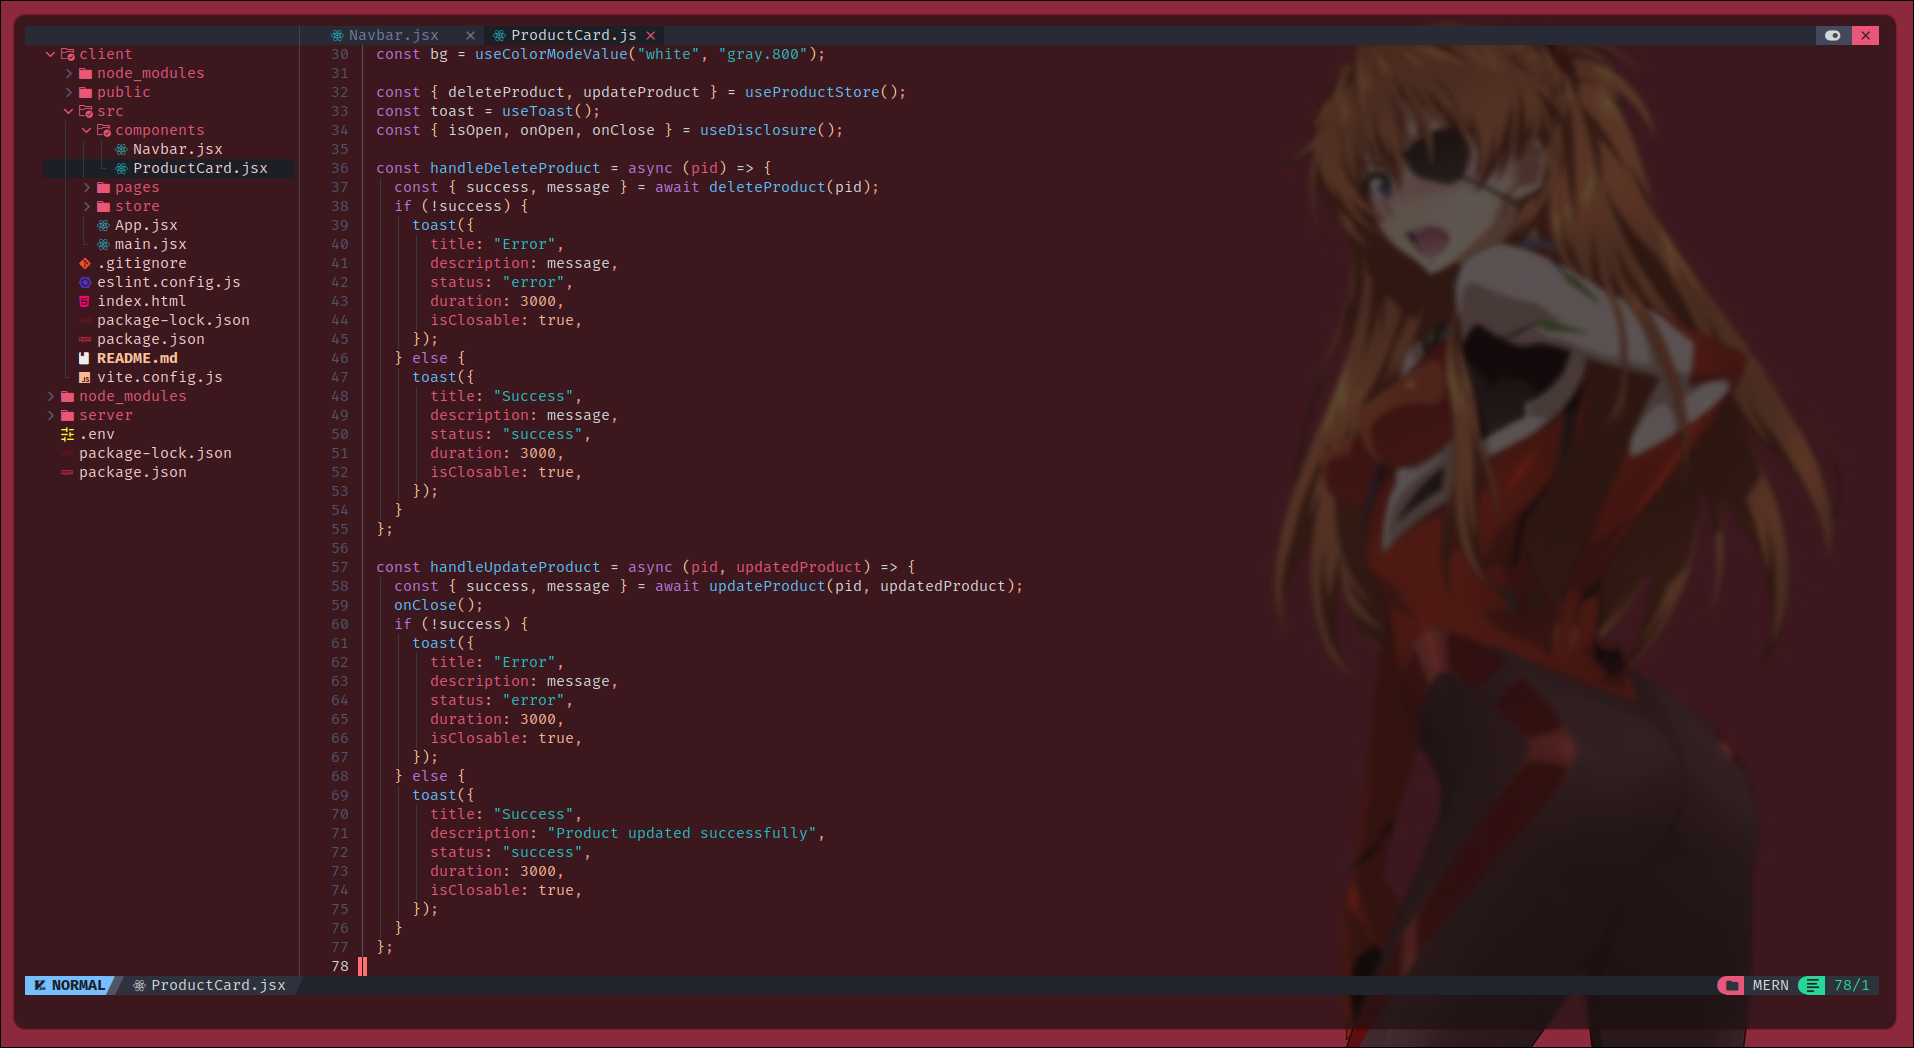 Navbar.jsx ProductCard.js
client
node_modules
public
src
components
Navbar.jsx
ProductCard.jsx
pages
store
App.jsx
main.jsx
.gitignore
eslint.config.js
index.html
package-lock.json
package.json
README.md
vite.config.js
node_modules
server
.env
package-lock.json
package.json
30 const bg = useColorModeValue("white", "gray.800");
31
32 const { deleteProduct, updateProduct } = useProductStore();
33 const toast = useToast();
34 const { isOpen, onOpen, onClose } = useDisclosure();
35
36 const handleDeleteProduct = async (pid) => {
37 const { success, message } = await deleteProduct(pid);
38 if (!success) {
39 toast({
40 title: "Error",
41 description: message,
42 status: "error",
43 duration: 3000,
44 isClosable: true,
45 });
46 } else {
47 toast({
48 title: "Success",
49 description: message,
50 status: "success",
51 duration: 3000,
52 isClosable: true,
53 });
54 }
55 };
56
57 const handleUpdateProduct = async (pid, updatedProduct) => {
58 const { success, message } = await updateProduct(pid, updatedProduct);
59 onClose();
60 if (!success) {
61 toast({
62 title: "Error",
63 description: message,
64 status: "error",
65 duration: 3000,
66 isClosable: true,
67 });
68 } else {
69 toast({
70 title: "Success",
71 description: "Product updated successfully",
72 status: "success",
73 duration: 3000,
74 isClosable: true,
75 });
76 }
77 };
78
NORMAL ProductCard.jsx MERN 78/1